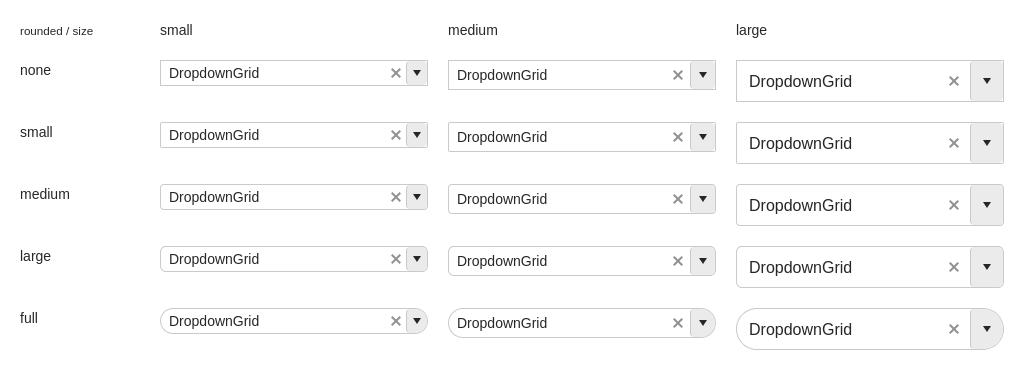 rounded / size small medium large
none DropdownGrid DropdownGrid DropdownGrid
small DropdownGrid DropdownGrid DropdownGrid
medium DropdownGrid DropdownGrid DropdownGrid
large DropdownGrid DropdownGrid DropdownGrid
full DropdownGrid DropdownGrid DropdownGrid